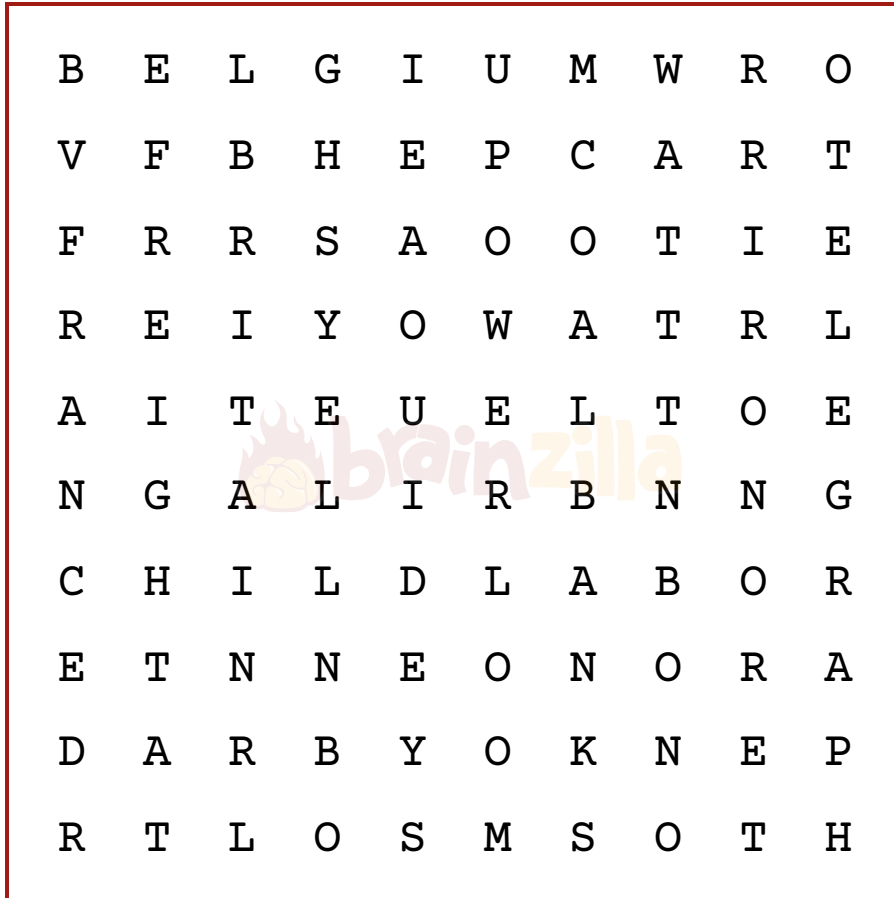 B E L G I U M W R O
V F B H E P C A R T
F R R S A O O T I E
R E I Y O W A T R L
A I T E U E L T O E
N G A L I R B N N G
C H I L D L A B O R
E T N N E O N O R A
D A R B Y O K N E P
R T L O S M S O T H
brainzilla